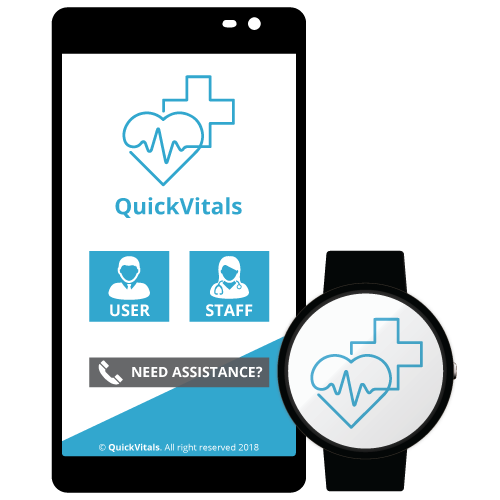 QuickVitals
USER
STAFF
NEED ASSISTANCE?
© QuickVitals. All right reserved 2018